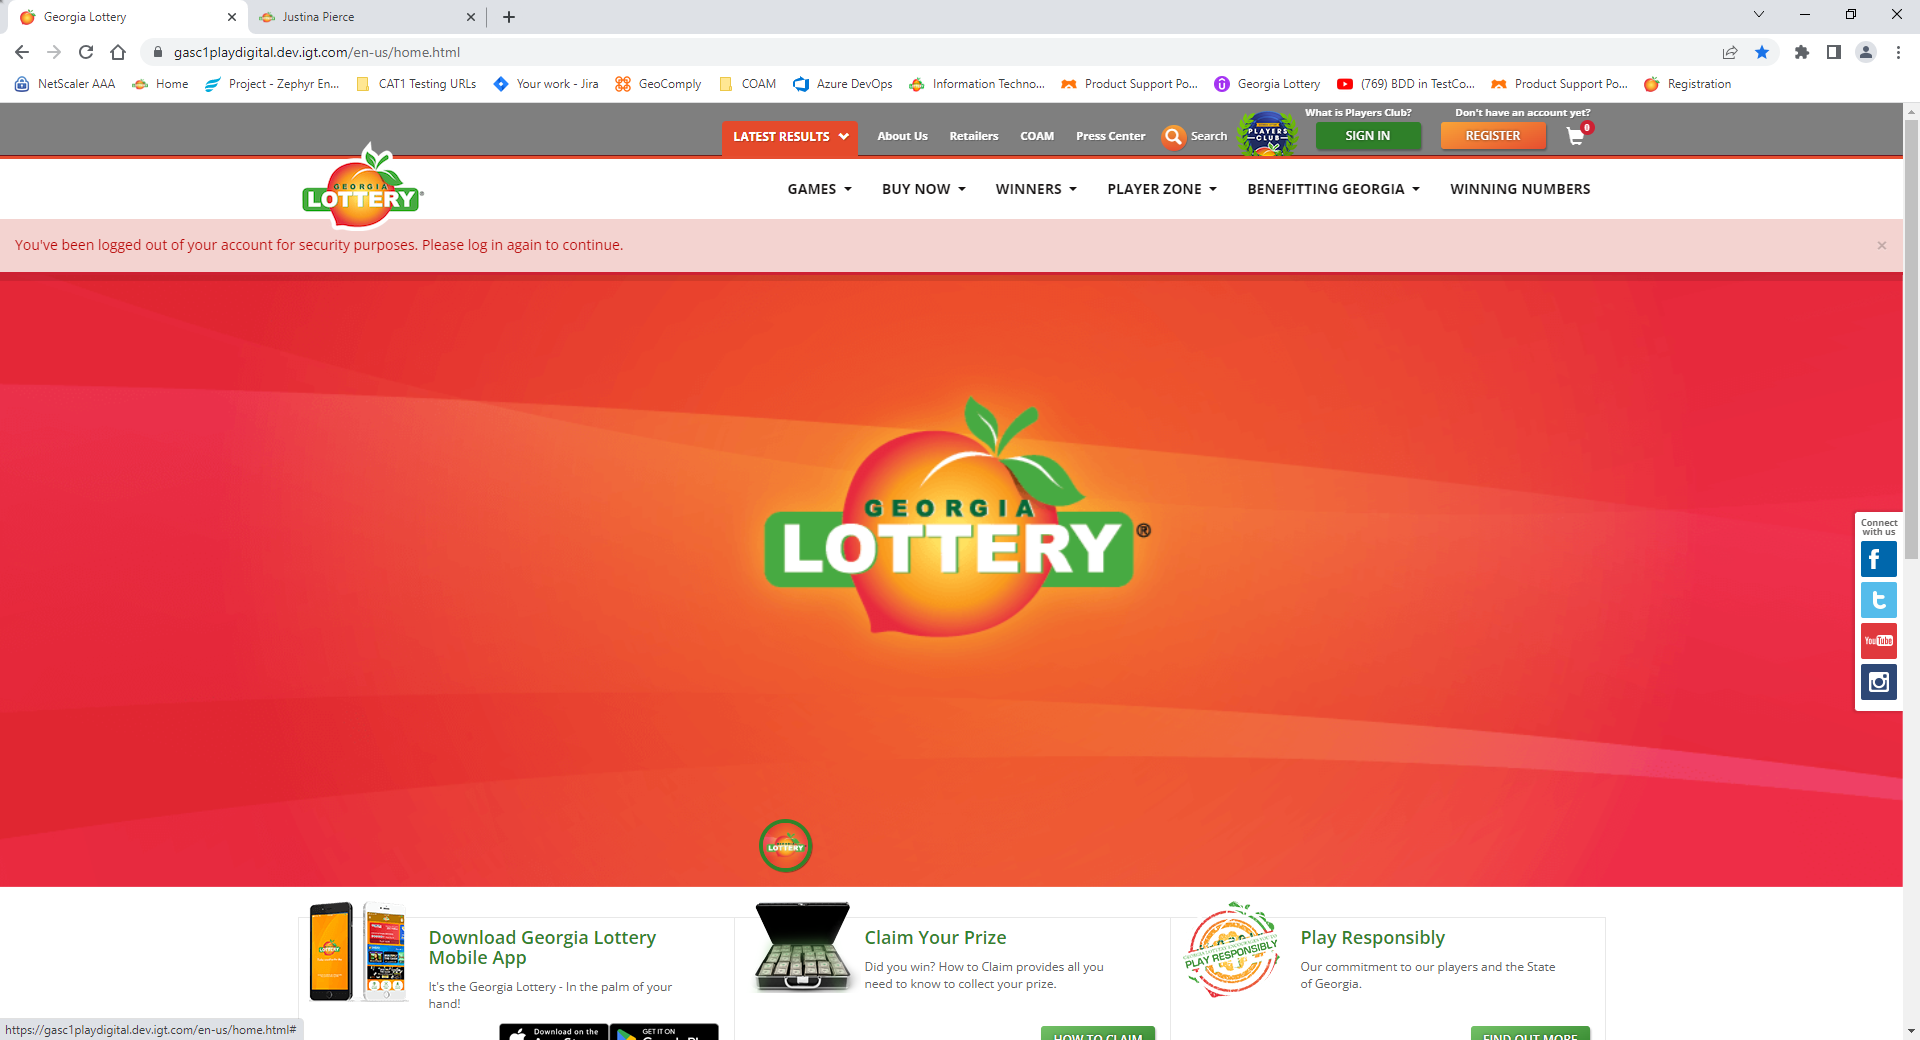 Georgia Lottery
Justina Pierce
gasc1playdigital.dev.igt.com/en-us/home.html
NetScaler AAA
Home
Project - Zephyr En...
CAT1 Testing URLs
Your work - Jira
GeoComply
COAM
Azure DevOps
Information Techno...
Product Support Po...
Georgia Lottery
(769) BDD in TestCo...
Product Support Po...
Registration
What is Players Club?
Don't have an account yet?
LATEST RESULTS
About Us
Retailers
COAM
Press Center
Search
PLAYERS
CLUB
SIGN IN
REGISTER
0
GEORGIA
LOTTERY
GAMES
BUY NOW
WINNERS
PLAYER ZONE
BENEFITTING GEORGIA
WINNING NUMBERS
You've been logged out of your account for security purposes. Please log in again to continue.
×
GEORGIA
LOTTERY®
Connect
with us
YouTube
LOTTERY
Download Georgia Lottery
Mobile App
It's the Georgia Lottery - In the palm of your
hand!
Download on the
App Store
GET IT ON
Google Play
Claim Your Prize
Did you win? How to Claim provides all you
need to know to collect your prize.
HOW TO CLAIM
PLAY RESPONSIBLY
Play Responsibly
Our commitment to our players and the State
of Georgia.
FIND OUT MORE
https://gasc1playdigital.dev.igt.com/en-us/home.html#